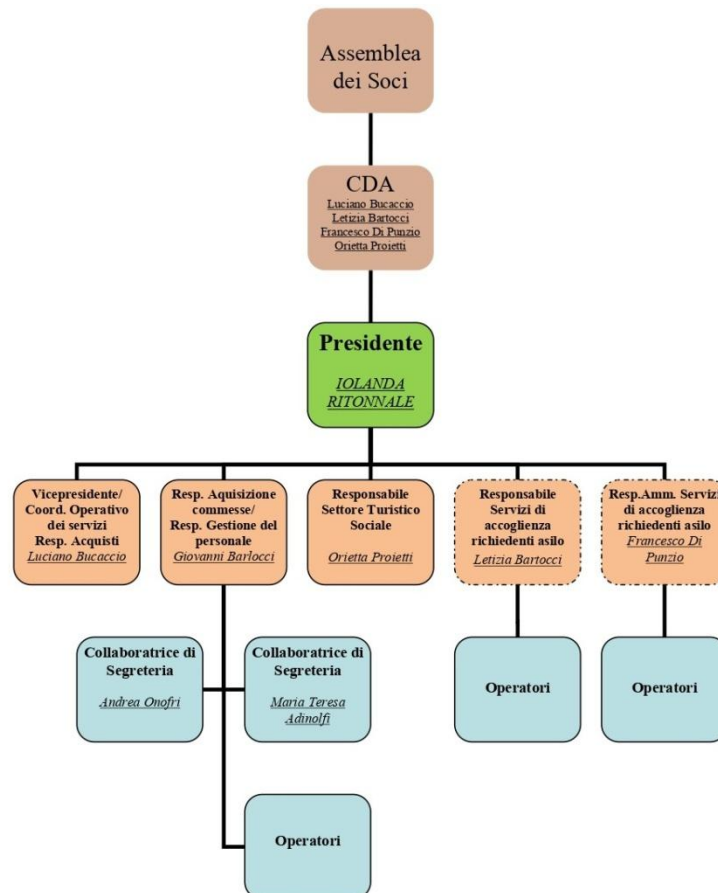 Assemblea
dei Soci
CDA
Luciano Bucaccio
Letizia Bartocci
Francesco Di Punzio
Orietta Proietti
Presidente
IOLANDA
RITONNALE
Vicepresidente/
Coord. Operativo
dei servizi
Resp. Acquisti
Luciano Bucaccio
Resp. Aquisizione
commesse/
Resp. Gestione del
personale
Giovanni Barlocci
Responsabile
Settore Turistico
Sociale
Orietta Proietti
Responsabile
Servizi di
accoglienza
richiedenti asilo
Letizia Bartocci
Resp.Amm. Servizi
di accoglienza
richiedenti asilo
Francesco Di
Punzio
Collaboratrice di
Segreteria
Andrea Onofri
Collaboratrice di
Segreteria
Maria Teresa
Adinolfi
Operatori
Operatori
Operatori